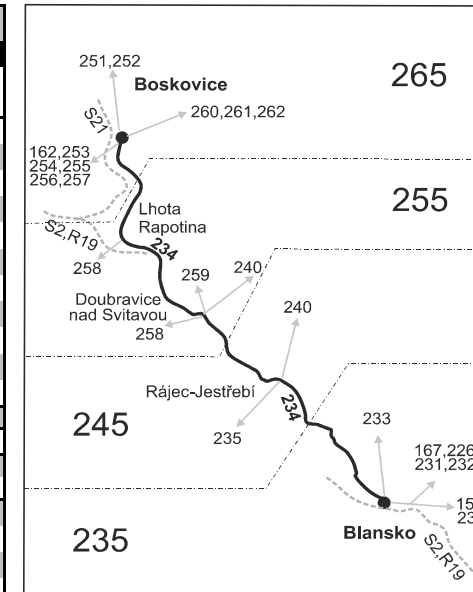 251,252
Boskovice
265
260,261,262
S21
162,253
254,255
256,257
255
Lhota
Rapotina
S2,R19
234
258
259
240
Doubravice
nad Svitavou
258
240
Rájec-Jestřebí
234
245
235
233
167,226
231,232
235
Blansko
S2,R19